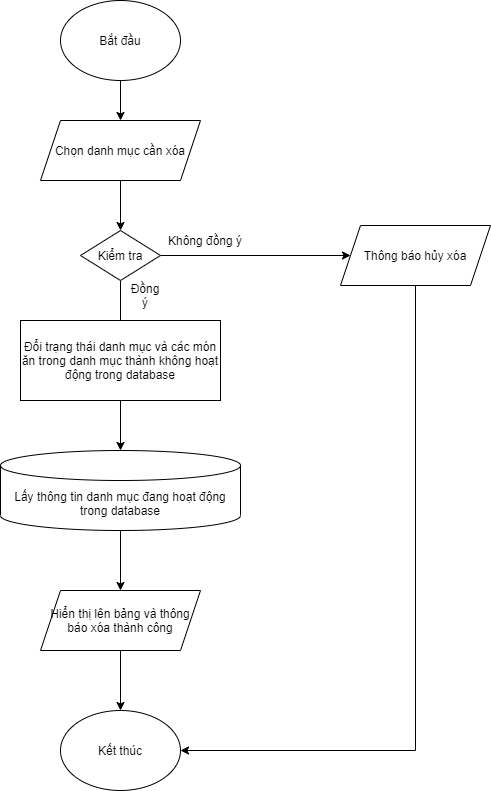 Bắt đầu
Chọn danh mục cần xóa
Kiểm tra
Không đồng ý
Thông báo hủy xóa
Đồng
ý
Đổi trạng thái danh mục và các món
ăn trong danh mục thành không hoạt
động trong database
Lấy thông tin danh mục đang hoạt động
trong database
Hiển thị lên bảng và thông
báo xóa thành công
Kết thúc